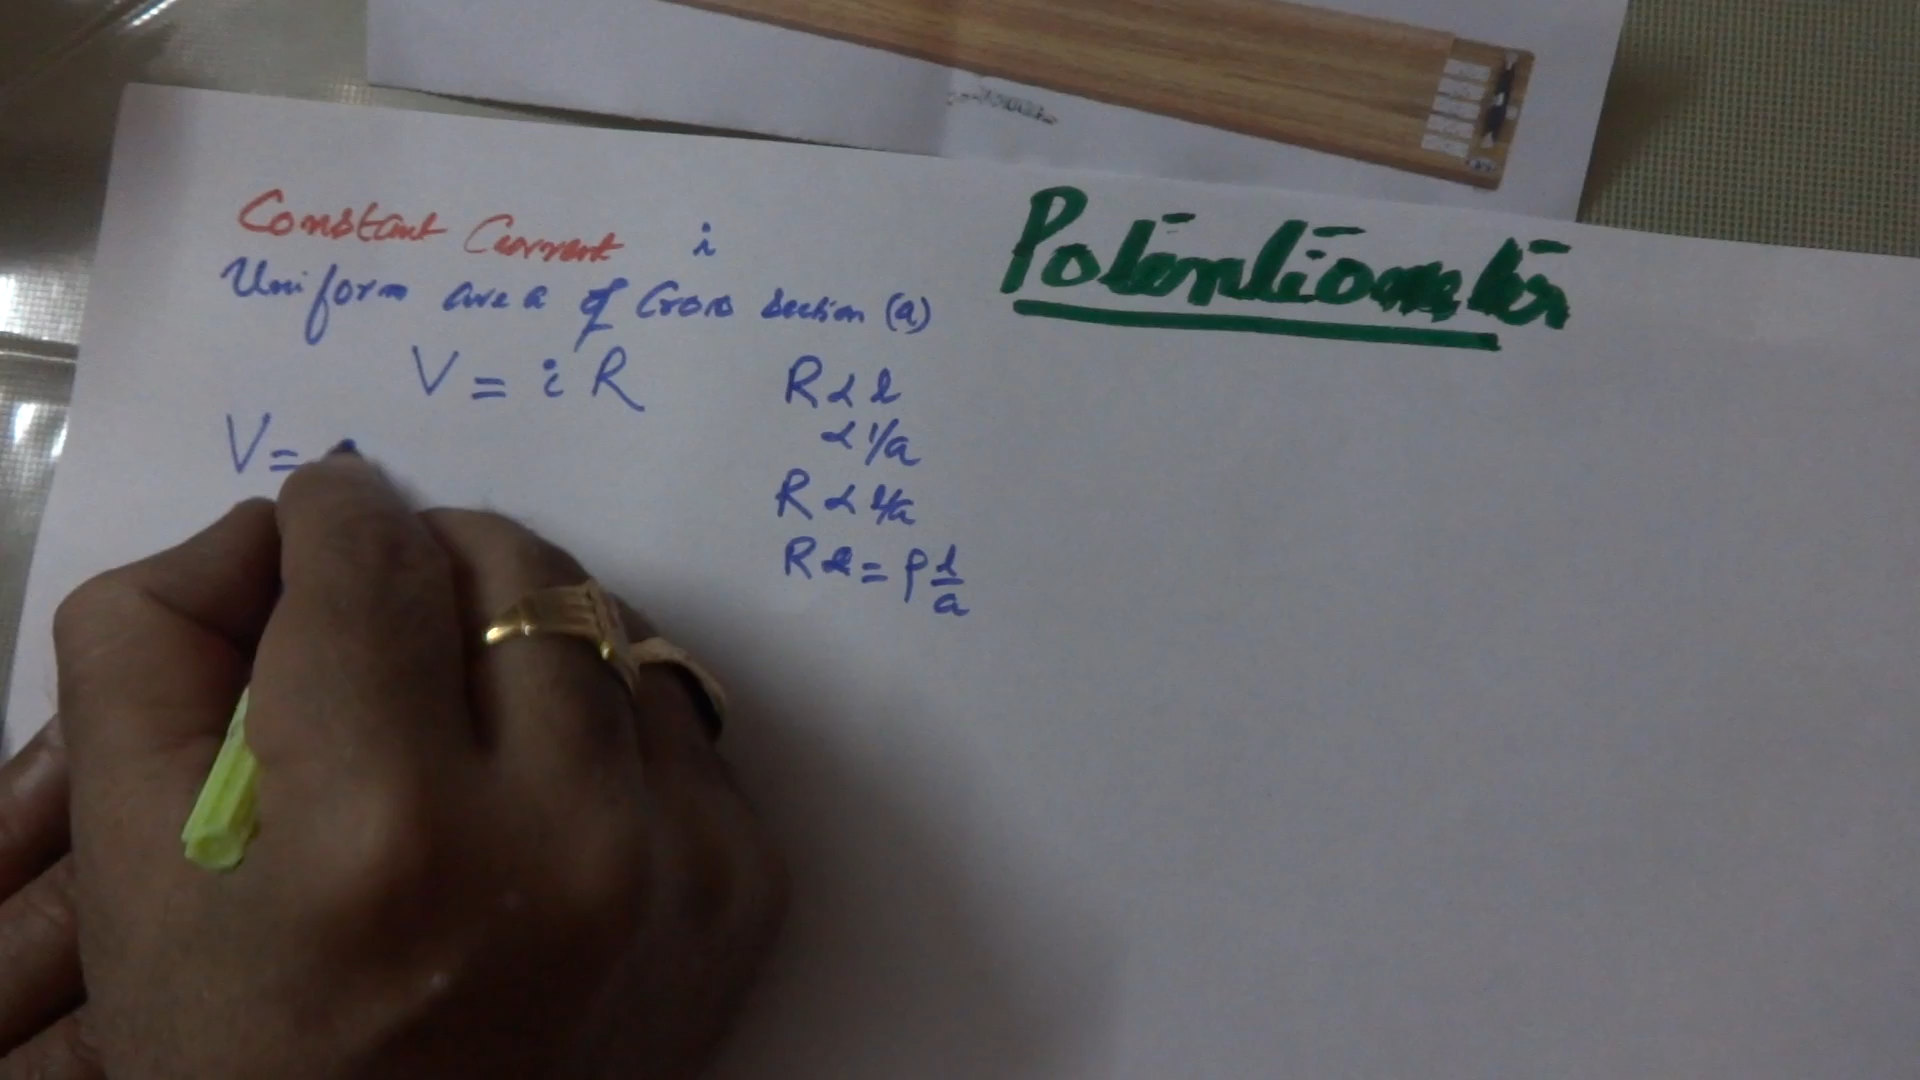 Potentiometer
Constant Current i
Uniform area of Cross section (a)
V = i R
R α l
α 1/a
R α l/a
R = ρ l/a
V =